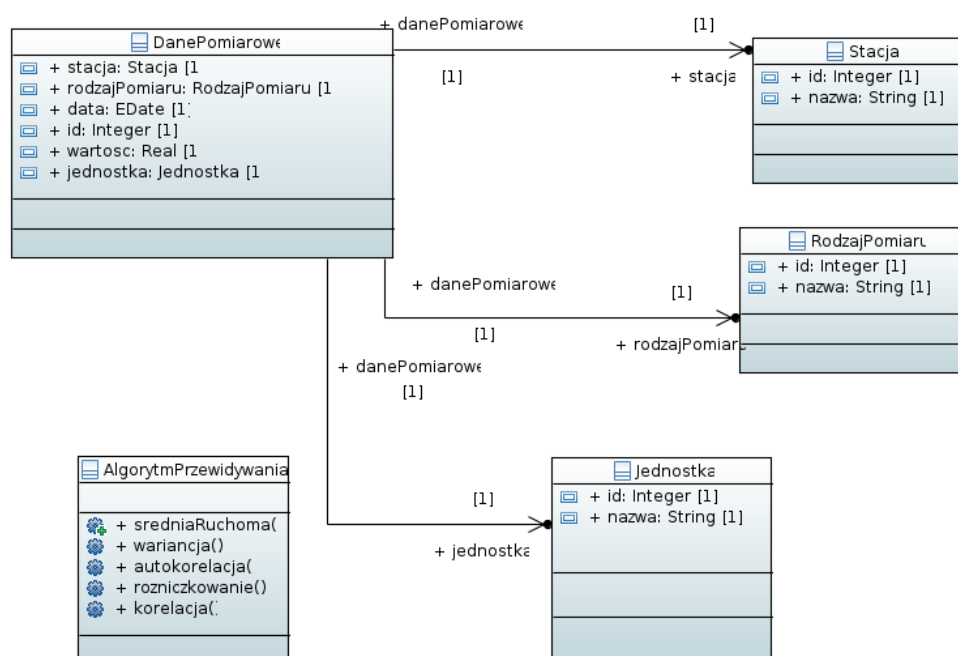 DanePomiarowe
+ stacja: Stacja [1
+ rodzajPomiaru: RodzajPomiaru [1
+ data: EDate [1]
+ id: Integer [1]
+ wartosc: Real [1
+ jednostka: Jednostka [1
+ danePomiarowe
[1]
[1]
+ stacja
Stacja
+ id: Integer [1]
+ nazwa: String [1]
RodzajPomiaru
+ id: Integer [1]
+ nazwa: String [1]
+ danePomiarowe
[1]
[1]
+ rodzajPomiaru
+ danePomiarowe
[1]
[1]
+ jednostka
AlgorytmPrzewidywania
+ sredniaRuchoma(
+ wariancja()
+ autokorelacja(
+ rozniczkowanie()
+ korelacja()
Jednostka
+ id: Integer [1]
+ nazwa: String [1]